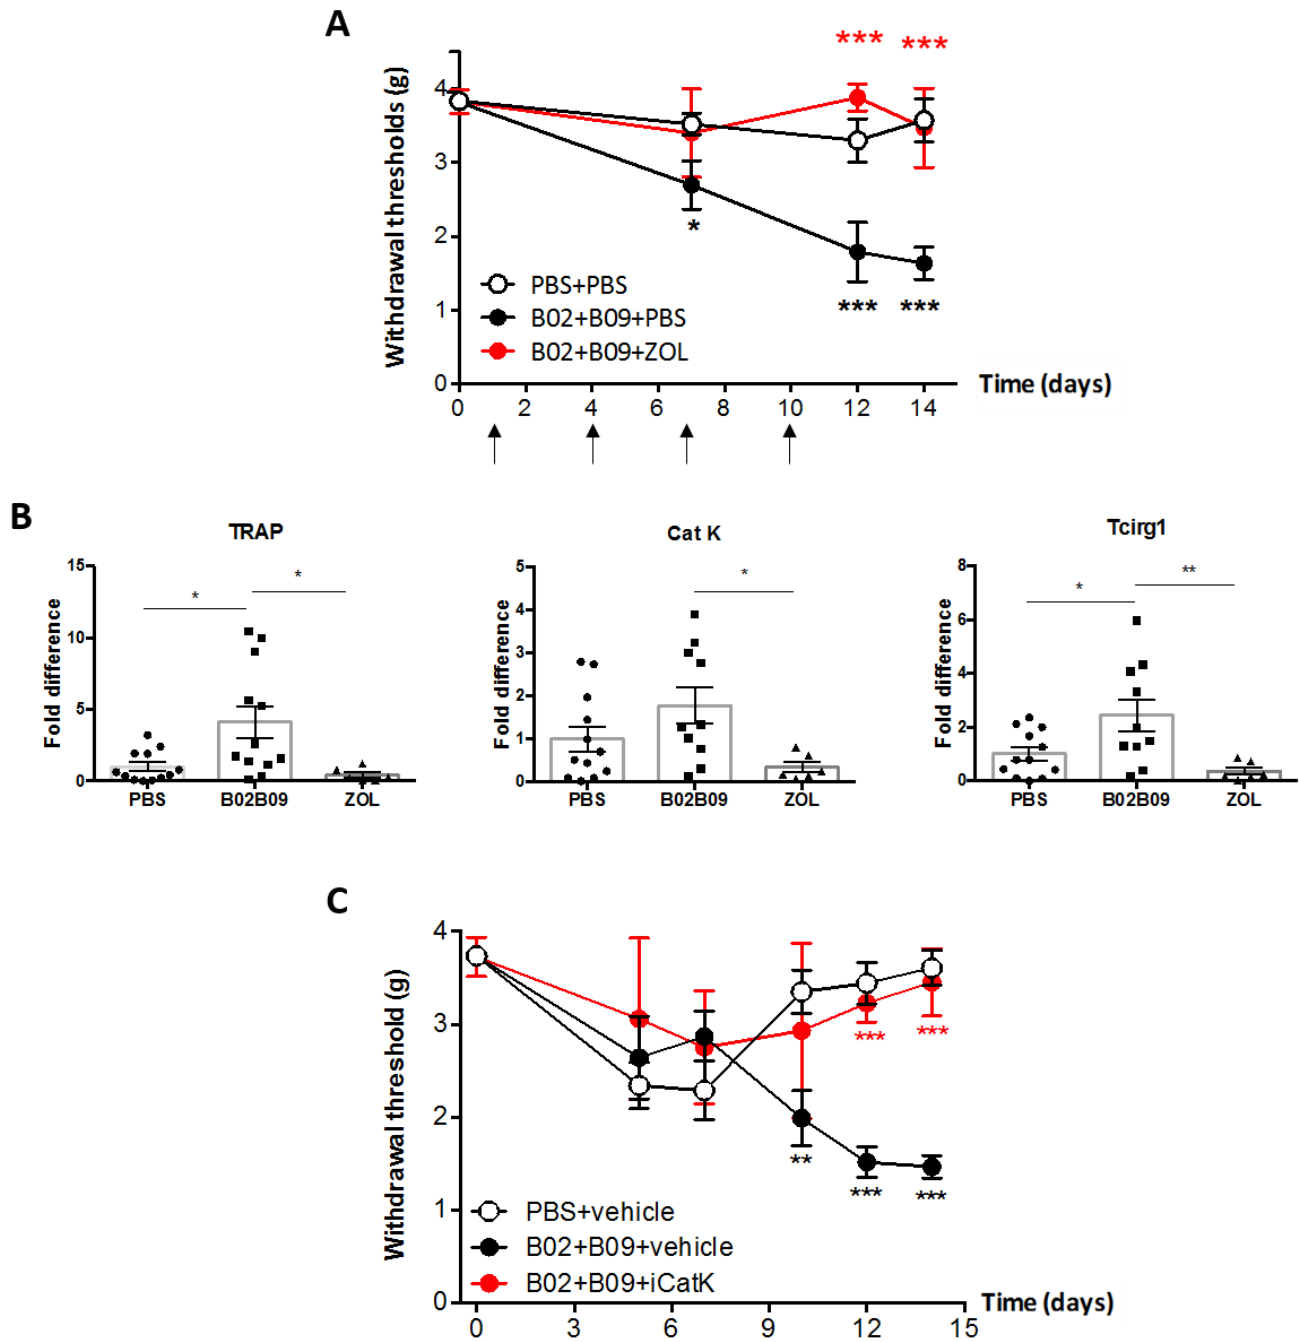 A
*** ***
Withdrawal thresholds (g)
4
3
2
1
0
*
*** ***
PBS+PBS
B02+B09+PBS
B02+B09+ZOL
0 2 4 6 8 10 12 14
Time (days)
B
TRAP
Fold difference
15
10
5
0
* *
PBS B02B09 ZOL
Cat K
Fold difference
5
4
3
2
1
0
*
PBS B02B09 ZOL
Tcirg1
Fold difference
8
6
4
2
0
* **
PBS B02B09 ZOL
C
Withdrawal threshold (g)
4
3
2
1
0
*** ***
** *** ***
PBS+vehicle
B02+B09+vehicle
B02+B09+iCatK
0 3 6 9 12 15
Time (days)